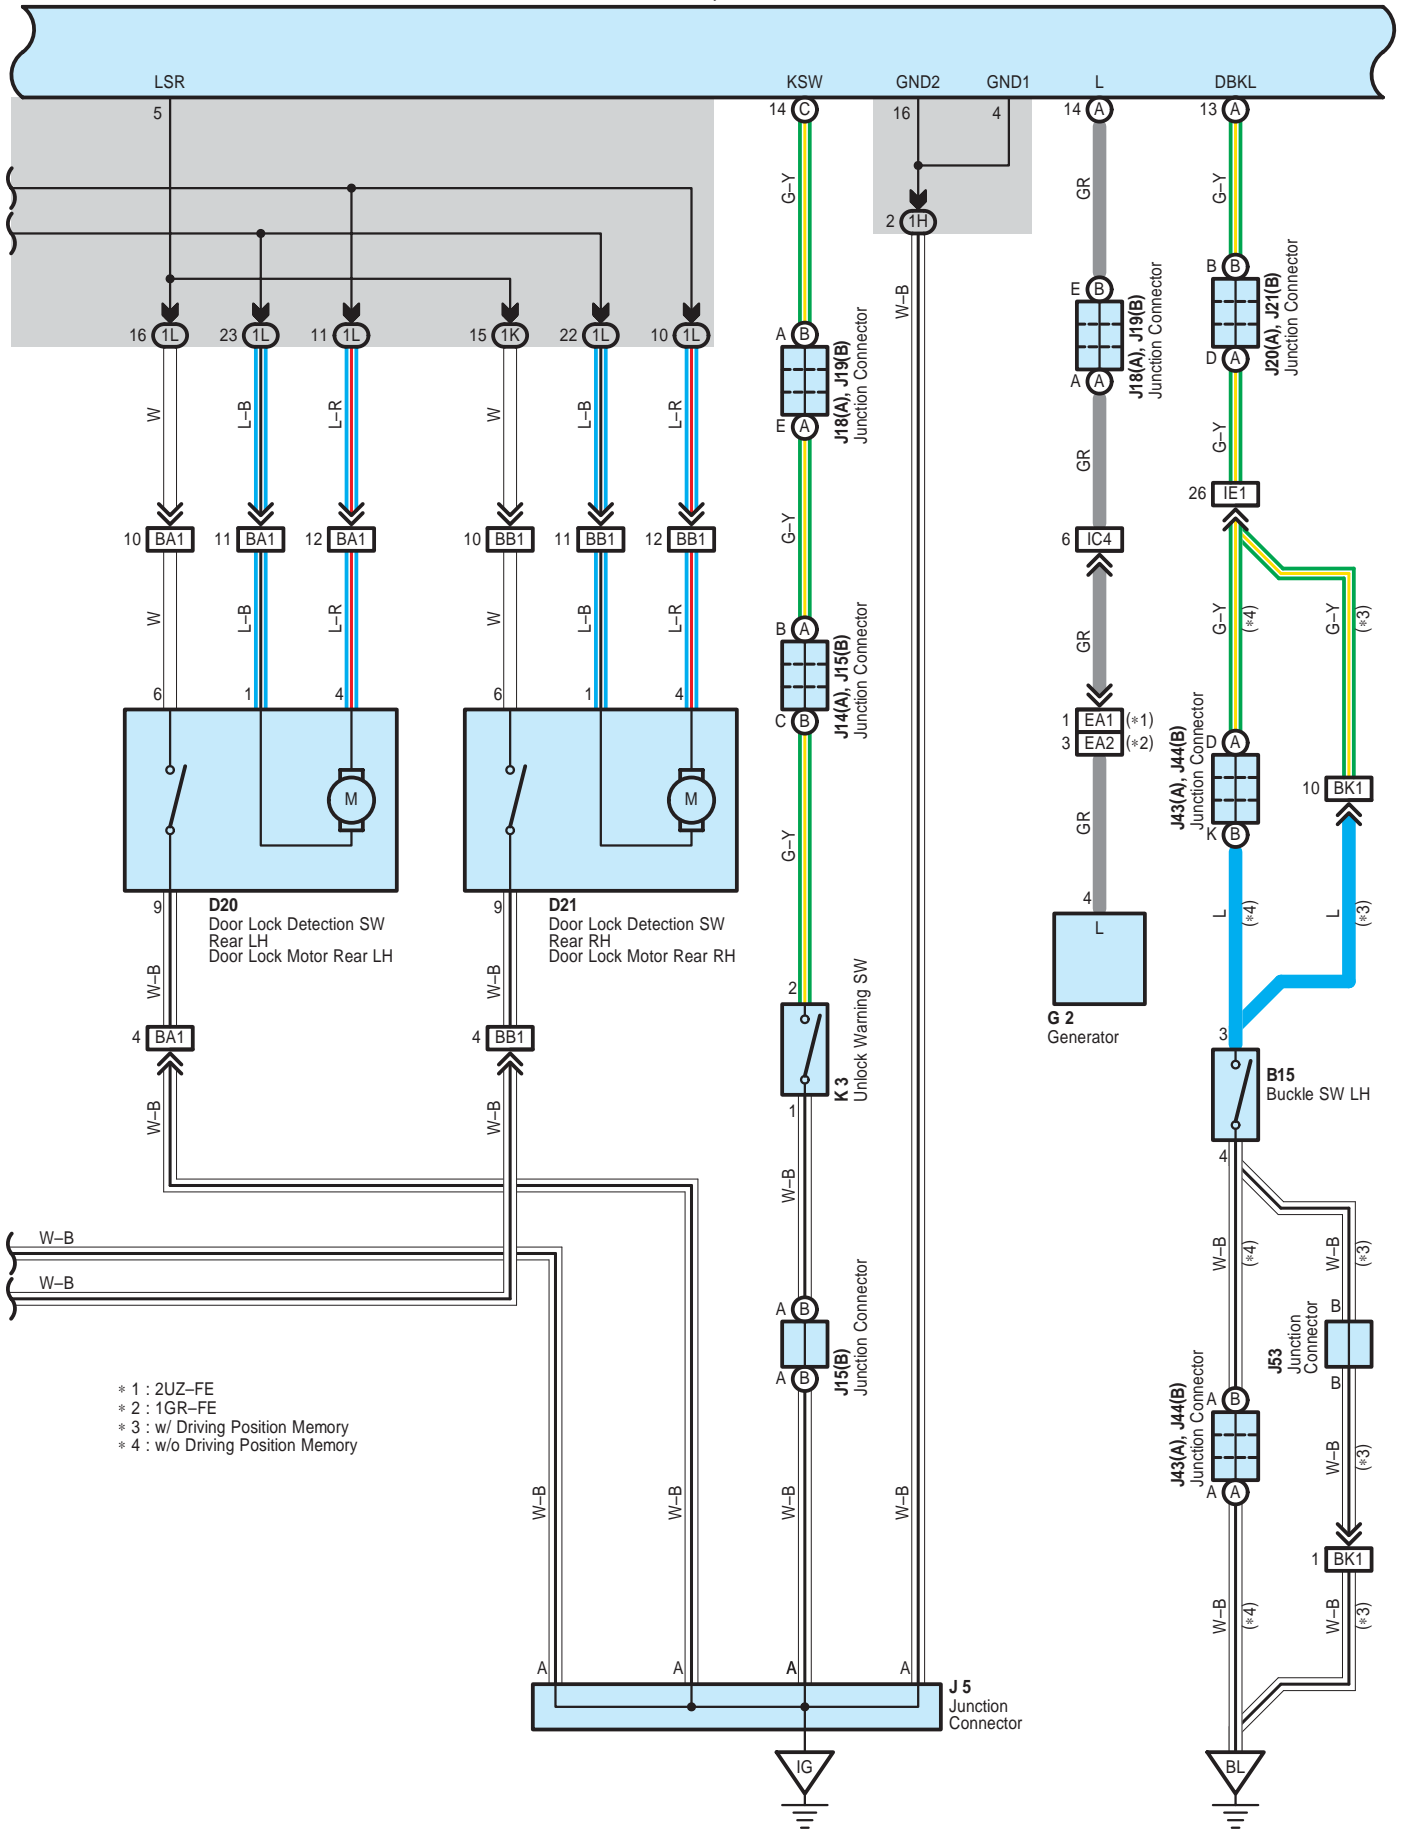 LSR KSW GND2 GND1 L DBKL
5 14 C 16 4 14 A 13 A
G–Y GR G–Y
2 1H
W–B
E B B B
J18(A), J19(B)
Junction Connector
J20(A), J21(B)
Junction Connector
16 1L 23 1L 11 1L 15 1K 22 1L 10 1L A B
J18(A), J19(B)
Junction Connector
A A D A
W L–B L–R W L–B L–R E A
GR G–Y
26 IE1
10 BA1 11 BA1 12 BA1 10 BB1 11 BB1 12 BB1 G–Y 6 IC4
W L–B L–R W L–B L–R B A GR G–Y (∗4) G–Y (∗3)
J14(A), J15(B)
Junction Connector
6 1 4 6 1 4 C B
1 EA1 (∗1)
3 EA2 (∗2)
D A
J43(A), J44(B)
Junction Connector
10 BK1
M M
G–Y GR K B
9 D20
Door Lock Detection SW
Rear LH
Door Lock Motor Rear LH
9 D21
Door Lock Detection SW
Rear RH
Door Lock Motor Rear RH
4
L
L (∗4) L (∗3)
W–B W–B
2
K 3
Unlock Warning SW
G 2
Generator
4 BA1 4 BB1
3
B15
Buckle SW LH
1
W–B W–B
4
W–B
W–B
W–B
W–B (∗4) W–B (∗3)
A B
J15(B)
Junction Connector
A B
B
J53
Junction
Connector
B
∗ 1 : 2UZ–FE
∗ 2 : 1GR–FE
∗ 3 : w/ Driving Position Memory
∗ 4 : w/o Driving Position Memory
A B
J43(A), J44(B)
Junction Connector
A A
W–B (∗3)
W–B W–B W–B W–B
1 BK1
W–B (∗4) W–B (∗3)
A A A A
J 5
Junction
Connector
IG BL